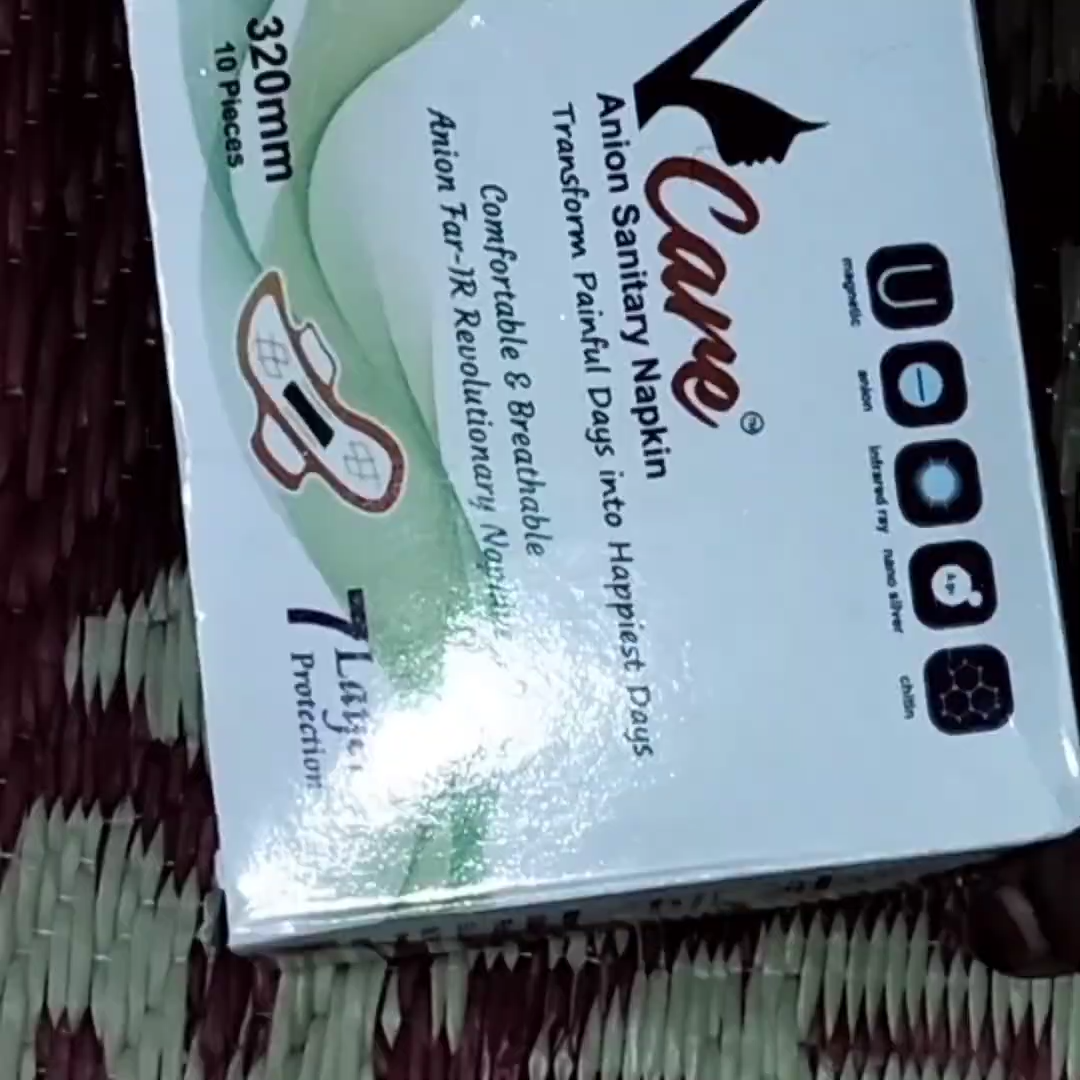 magnetic
anion
infrared ray
nano silver
chitin
Care
Anion Sanitary Napkin
Transform Painful Days into Happiest Days
Comfortable & Breathable
Anion Far-IR Revolutionary
320mm
10 Pieces
7
Protection